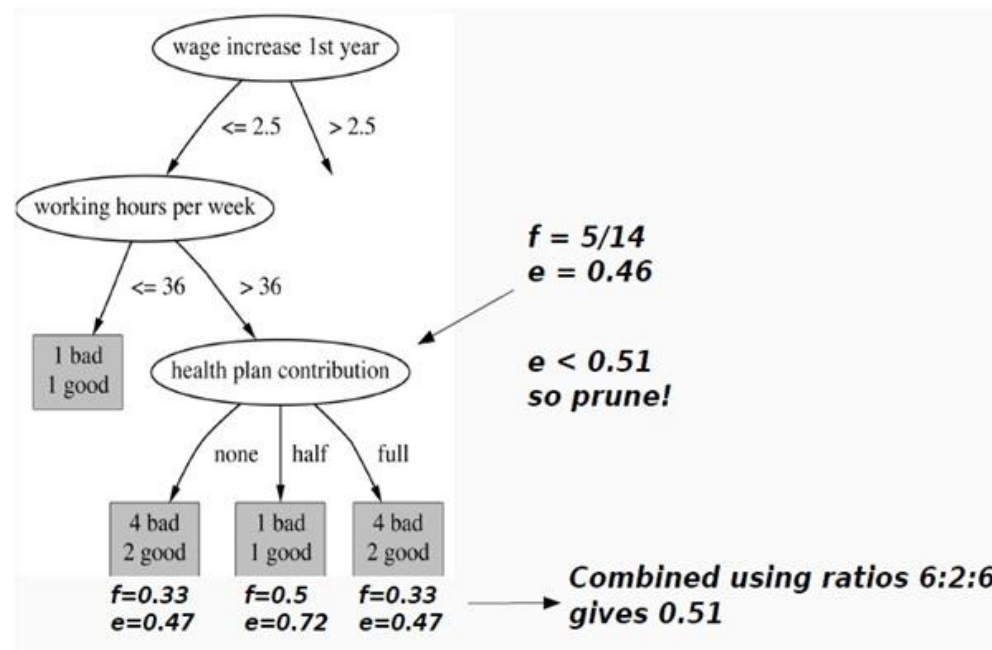 wage increase 1st year
<= 2.5
> 2.5
working hours per week
<= 36
> 36
1 bad
1 good
health plan contribution
none
half
full
4 bad
2 good
1 bad
1 good
4 bad
2 good
f=0.33
e=0.47
f=0.5
e=0.72
f=0.33
e=0.47
f = 5/14
e = 0.46
e < 0.51
so prune!
Combined using ratios 6:2:6
gives 0.51